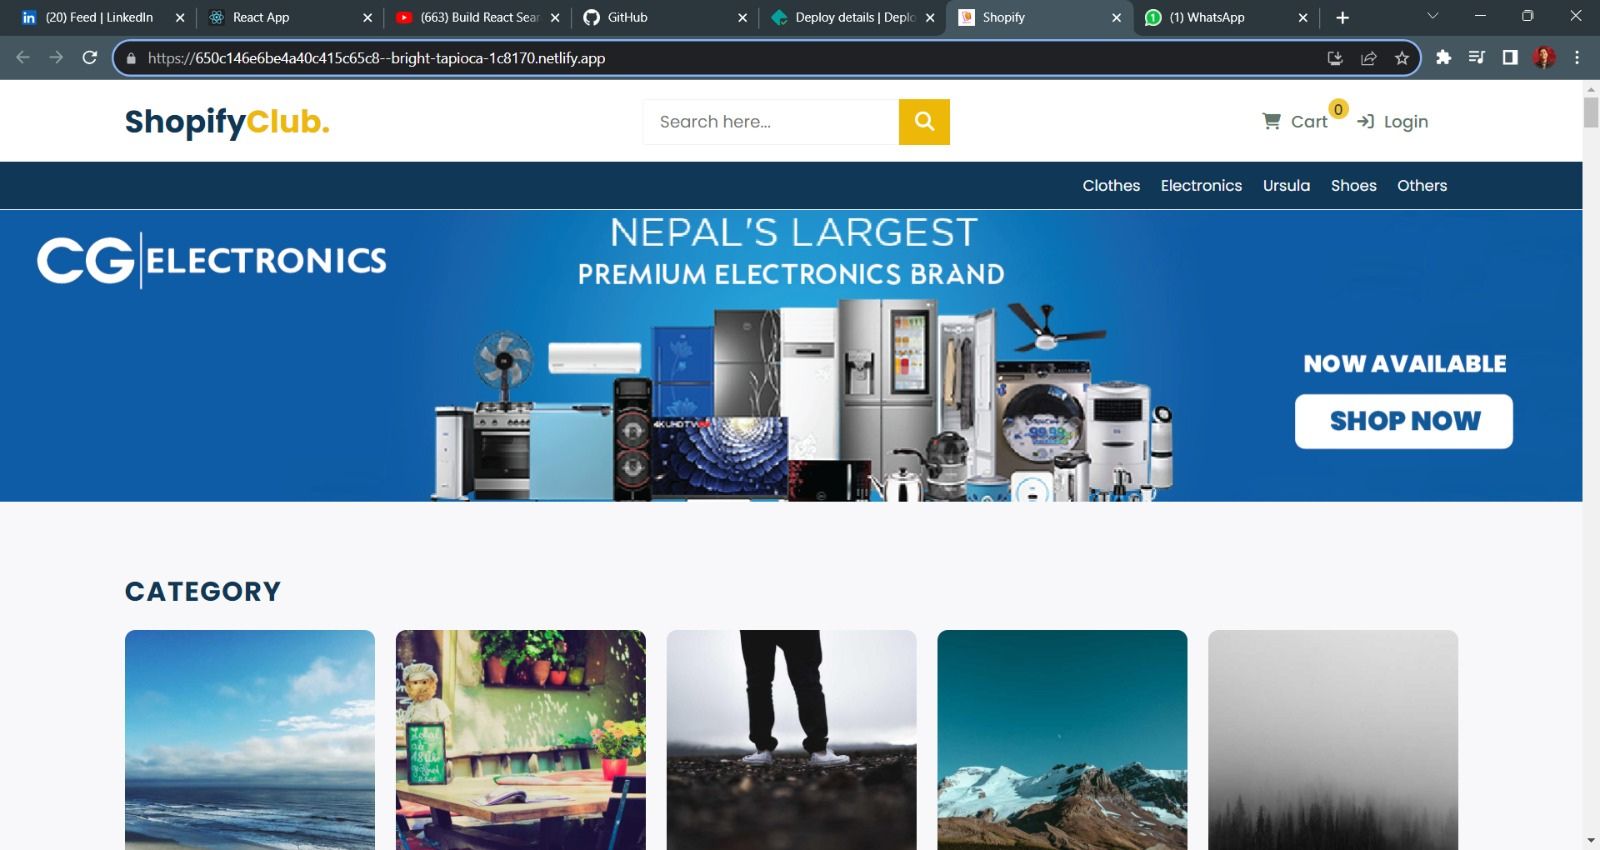 (20) Feed | LinkedIn
React App
(663) Build React Sear
GitHub
Deploy details | Deplo
Shopify
(1) WhatsApp
https://650c146e6be4a40c415c65c8--bright-tapioca-1c8170.netlify.app
ShopifyClub.
Search here...
Cart 0
Login
Clothes Electronics Ursula Shoes Others
CG ELECTRONICS
NEPAL'S LARGEST
PREMIUM ELECTRONICS BRAND
4K UHD TV
NOW AVAILABLE
SHOP NOW
CATEGORY